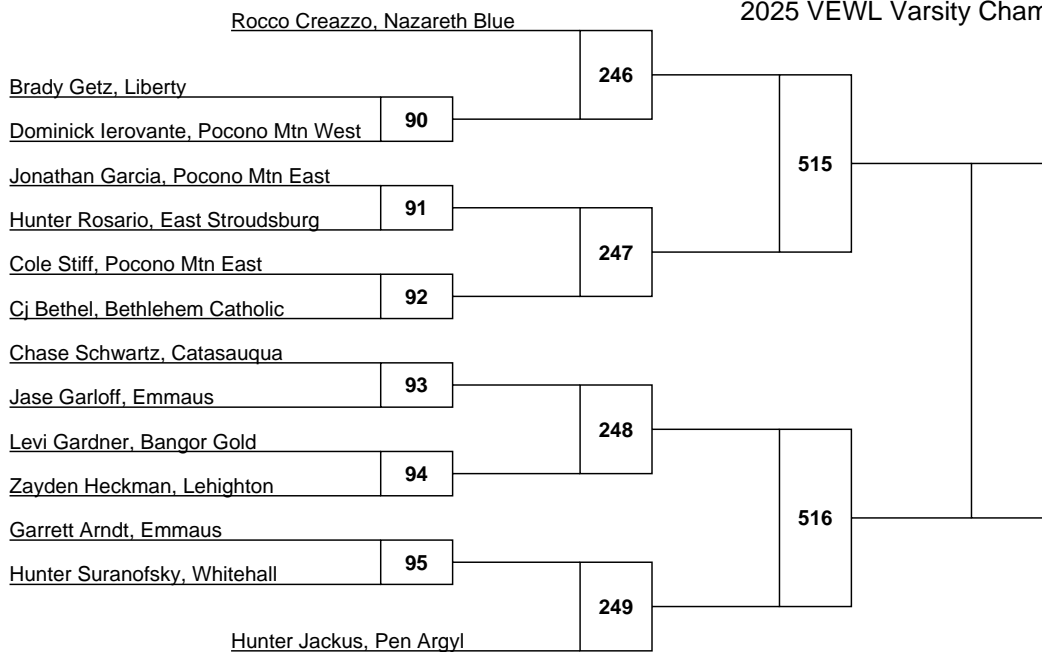 2025 VEWL Varsity Cham
Rocco Creazzo, Nazareth Blue
246
Brady Getz, Liberty
90
Dominick Ierovante, Pocono Mtn West
515
Jonathan Garcia, Pocono Mtn East
91
Hunter Rosario, East Stroudsburg
247
Cole Stiff, Pocono Mtn East
92
Cj Bethel, Bethlehem Catholic
Chase Schwartz, Catasauqua
93
Jase Garloff, Emmaus
248
Levi Gardner, Bangor Gold
94
Zayden Heckman, Lehighton
516
Garrett Arndt, Emmaus
95
Hunter Suranofsky, Whitehall
249
Hunter Jackus, Pen Argyl